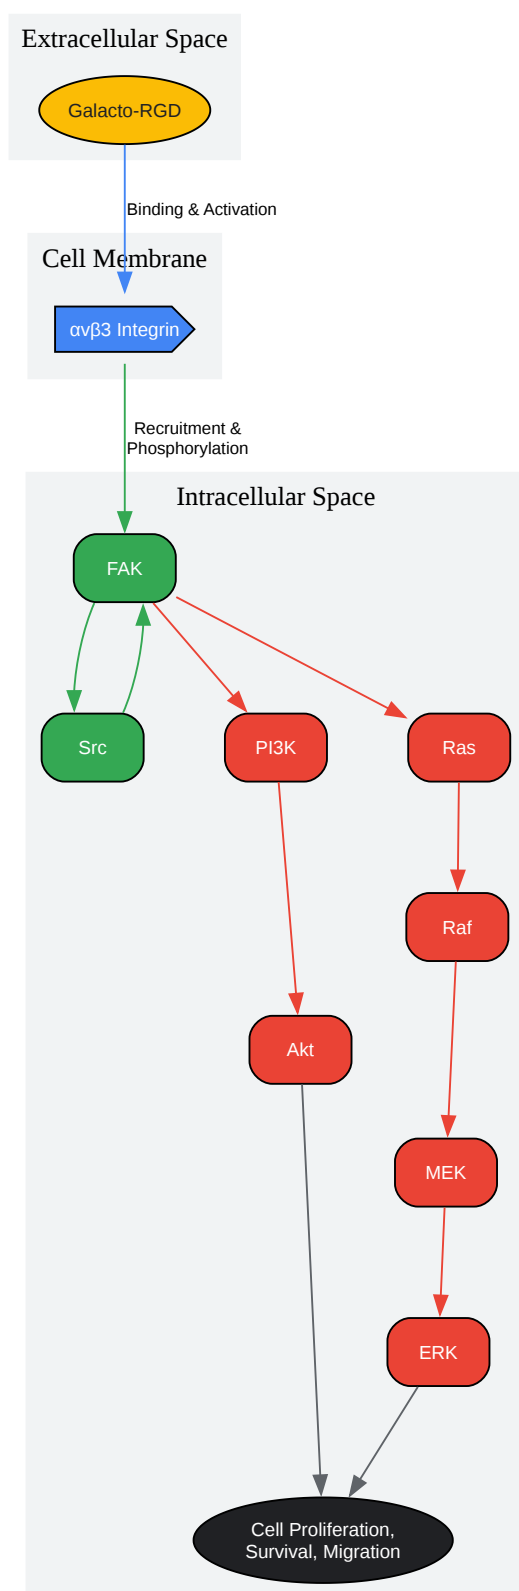 Extracellular Space
Galacto-RGD
Binding & Activation
Cell Membrane
αvβ3 Integrin
Recruitment &
Phosphorylation
Intracellular Space
FAK
Src
PI3K
Ras
Raf
Akt
MEK
ERK
Cell Proliferation,
Survival, Migration